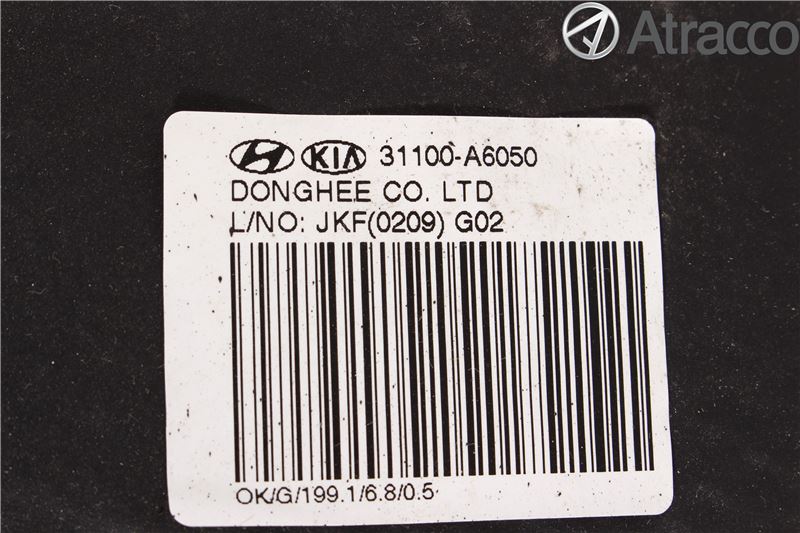 Atracco
KIA 31100-A6050
DONGHEE CO. LTD
L/NO: JKF(0209) G02
OK/G/199.1/6.8/0.5